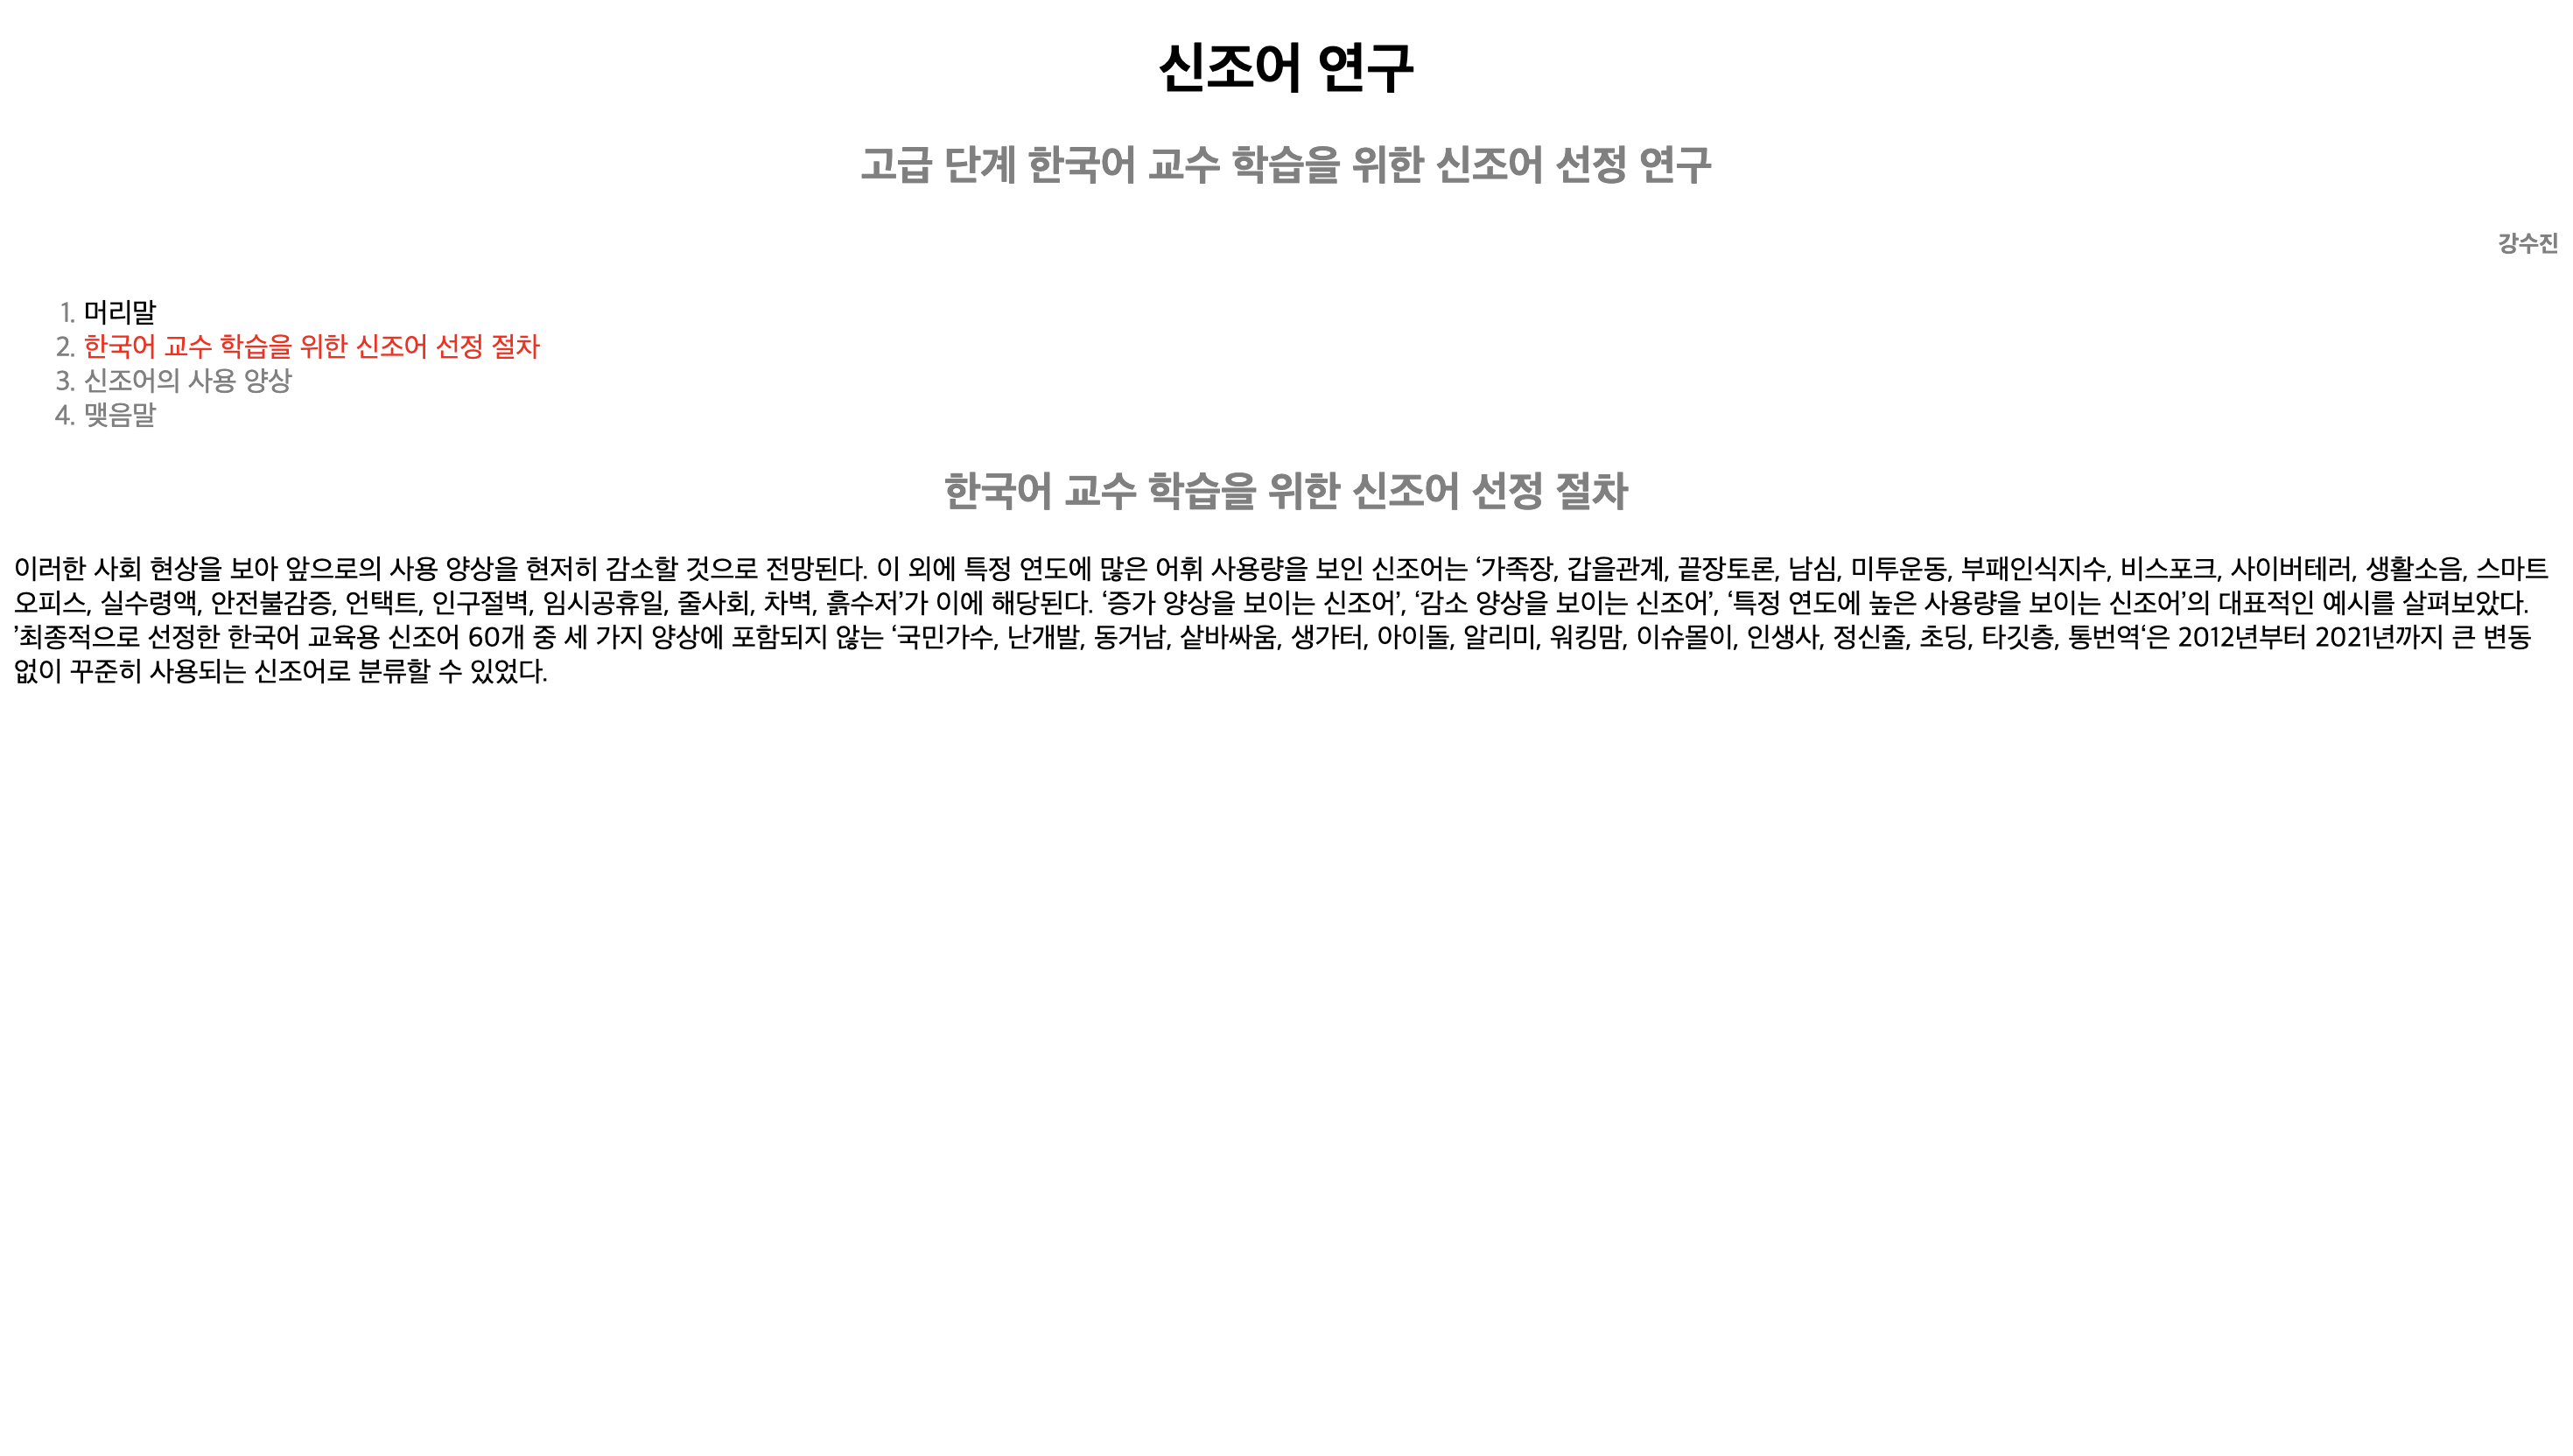 신조어 연구
고급 단계 한국어 교수 학습을 위한 신조어 선정 연구
강수진
1. 머리말
2. 한국어 교수 학습을 위한 신조어 선정 절차
3. 신조어의 사용 양상
4. 맺음말
한국어 교수 학습을 위한 신조어 선정 절차
이러한 사회 현상을 보아 앞으로의 사용 양상을 현저히 감소할 것으로 전망된다. 이 외에 특정 연도에 많은 어휘 사용량을 보인 신조어는 ‘가족장, 갑을관계, 끝장토론, 남심, 미투운동, 부패인식지수, 비스포크, 사이버테러, 생활소음, 스마트
오피스, 실수령액, 안전불감증, 언택트, 인구절벽, 임시공휴일, 줄사회, 차벽, 흙수저’가 이에 해당된다. ‘증가 양상을 보이는 신조어’, ‘감소 양상을 보이는 신조어’, ‘특정 연도에 높은 사용량을 보이는 신조어’의 대표적인 예시를 살펴보았다.
’최종적으로 선정한 한국어 교육용 신조어 60개 중 세 가지 양상에 포함되지 않는 ‘국민가수, 난개발, 동거남, 샅바싸움, 생가터, 아이돌, 알리미, 워킹맘, 이슈몰이, 인생사, 정신줄, 초딩, 타깃층, 통번역‘은 2012년부터 2021년까지 큰 변동
없이 꾸준히 사용되는 신조어로 분류할 수 있었다.